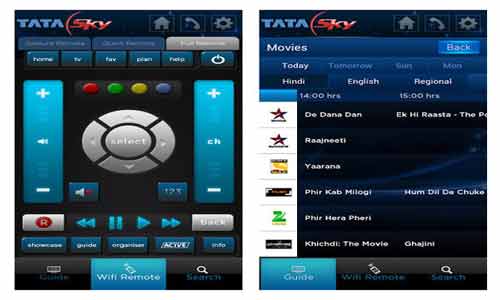 TATA Sky
Gesture Remote Quick Remote Full Remote
home tv fav plan help
+ +
select
ch
- -
123
R back
showcase guide organiser ACTIVE info
Guide Wifi Remote Search
TATA Sky
Movies Back
Today Tomorrow Sun Mon
Hindi English Regional
14:00 hrs 15:00 hrs
De Dana Dan Ek Hi Raasta - The Po
Raajneeti
Yaarana
Phir Kab Milogi Hum Dil De Chuke
Phir Hera Pheri
Khichdi: The Movie Ghajini
Guide Wifi Remote Search